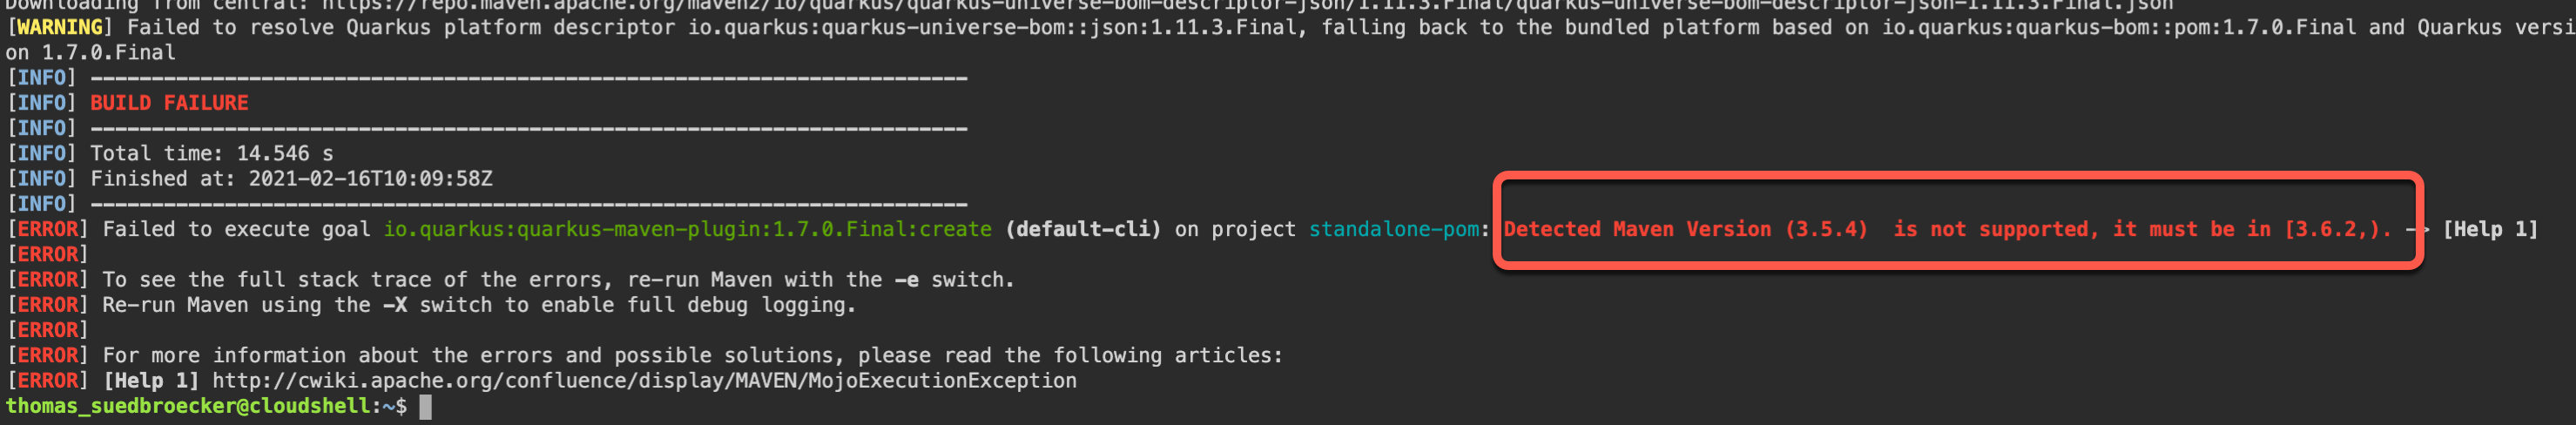 Downloading from central: https://repo.maven.apache.org/maven2/io/quarkus/quarkus-universe-bom-descriptor-json/1.11.3.Final/quarkus-universe-bom-descriptor-json-1.11.3.Final.json
[WARNING] Failed to resolve Quarkus platform descriptor io.quarkus:quarkus-universe-bom::json:1.11.3.Final, falling back to the bundled platform based on io.quarkus:quarkus-bom::pom:1.7.0.Final and Quarkus versi
on 1.7.0.Final
[INFO] ------------------------------------------------------------------------
[INFO] BUILD FAILURE
[INFO] ------------------------------------------------------------------------
[INFO] Total time: 14.546 s
[INFO] Finished at: 2021-02-16T10:09:58Z
[INFO] ------------------------------------------------------------------------
[ERROR] Failed to execute goal io.quarkus:quarkus-maven-plugin:1.7.0.Final:create (default-cli) on project standalone-pom: Detected Maven Version (3.5.4)  is not supported, it must be in [3.6.2,). -> [Help 1]
[ERROR]
[ERROR] To see the full stack trace of the errors, re-run Maven with the -e switch.
[ERROR] Re-run Maven using the -X switch to enable full debug logging.
[ERROR]
[ERROR] For more information about the errors and possible solutions, please read the following articles:
[ERROR] [Help 1] http://cwiki.apache.org/confluence/display/MAVEN/MojoExecutionException
thomas_suedbroecker@cloudshell:~$